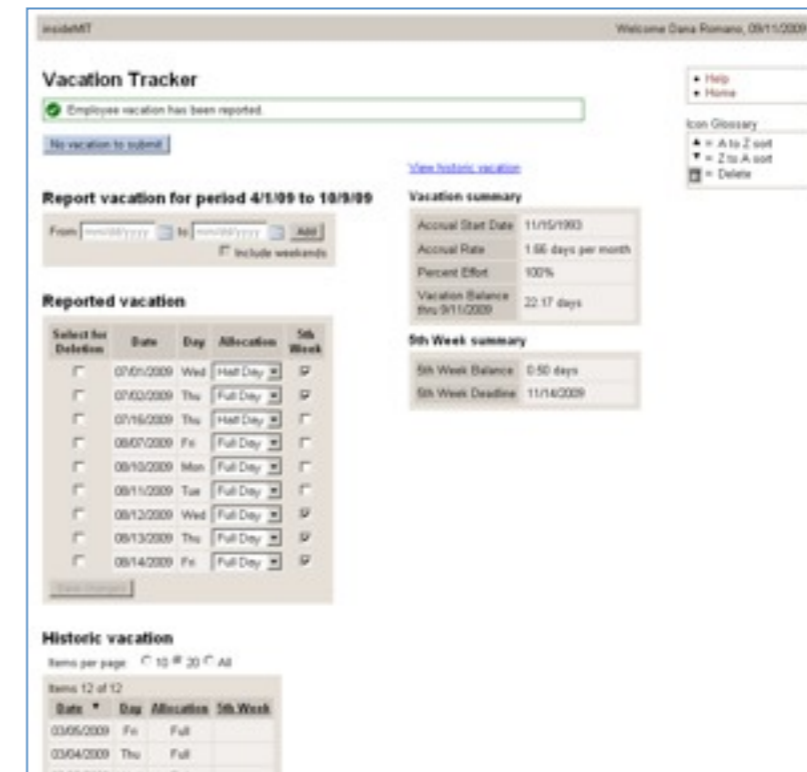 insideMIT Welcome Dana Romano, 09/11/2009
Vacation Tracker
Employee vacation has been reported.
No vacation to submit
Help
Home
Icon Glossary
▲ = A to Z sort
▼ = Z to A sort
= Delete
View historic vacation
Report vacation for period 4/1/09 to 10/9/09
From mm/dd/yyyy to mm/dd/yyyy Add
Include weekends
Vacation summary
Accrual Start Date 11/15/1993
Accrual Rate 1.66 days per month
Percent Effort 100%
Vacation Balance
thru 9/11/2009 22.17 days
5th Week summary
5th Week Balance 0.50 days
5th Week Deadline 11/14/2009
Reported vacation
Select for Deletion Date Day Allocation 5th Week
07/01/2009 Wed Half Day
07/02/2009 Thu Full Day
07/16/2009 Thu Half Day
08/07/2009 Fri Full Day
08/10/2009 Mon Full Day
08/11/2009 Tue Full Day
08/12/2009 Wed Full Day
08/13/2009 Thu Full Day
08/14/2009 Fri Full Day
Save changes
Historic vacation
Items per page: 10 20 All
Items 12 of 12
Date ▼ Day Allocation 5th Week
03/05/2009 Fri Full
03/04/2009 Thu Full